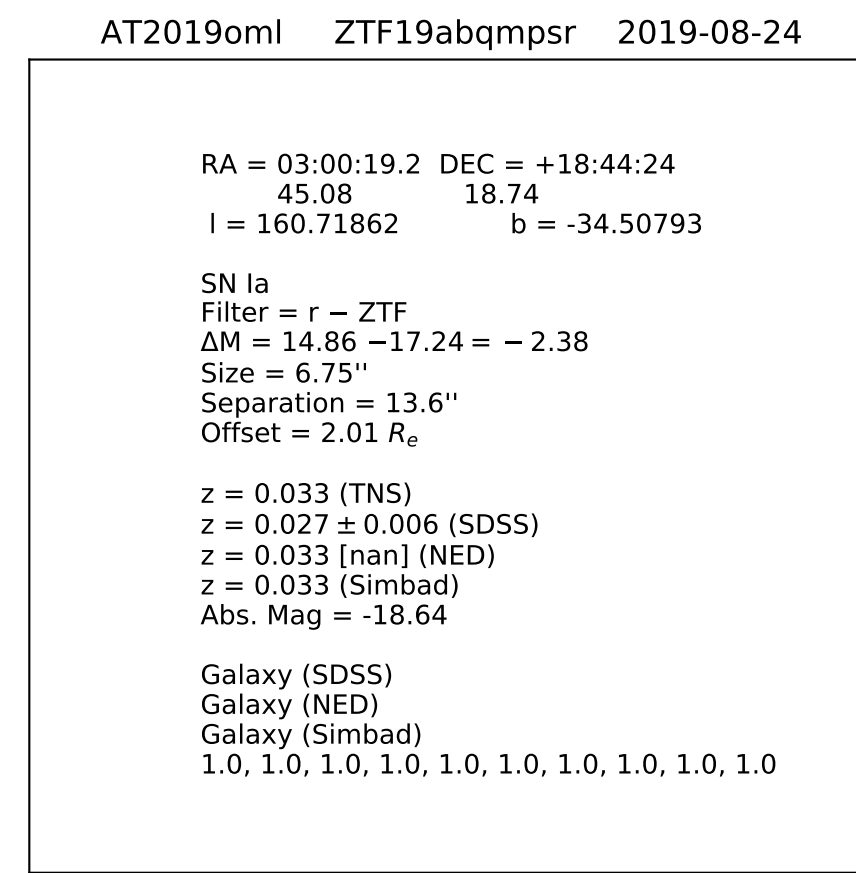 AT2019oml ZTF19abqmpsr 2019-08-24
RA = 03:00:19.2 DEC = +18:44:24
45.08 18.74
l = 160.71862 b = -34.50793
SN Ia
Filter = r − ZTF
ΔM = 14.86 −17.24 = − 2.38
Size = 6.75''
Separation = 13.6''
Offset = 2.01 Re
z = 0.033 (TNS)
z = 0.027 ± 0.006 (SDSS)
z = 0.033 [nan] (NED)
z = 0.033 (Simbad)
Abs. Mag = -18.64
Galaxy (SDSS)
Galaxy (NED)
Galaxy (Simbad)
1.0, 1.0, 1.0, 1.0, 1.0, 1.0, 1.0, 1.0, 1.0, 1.0